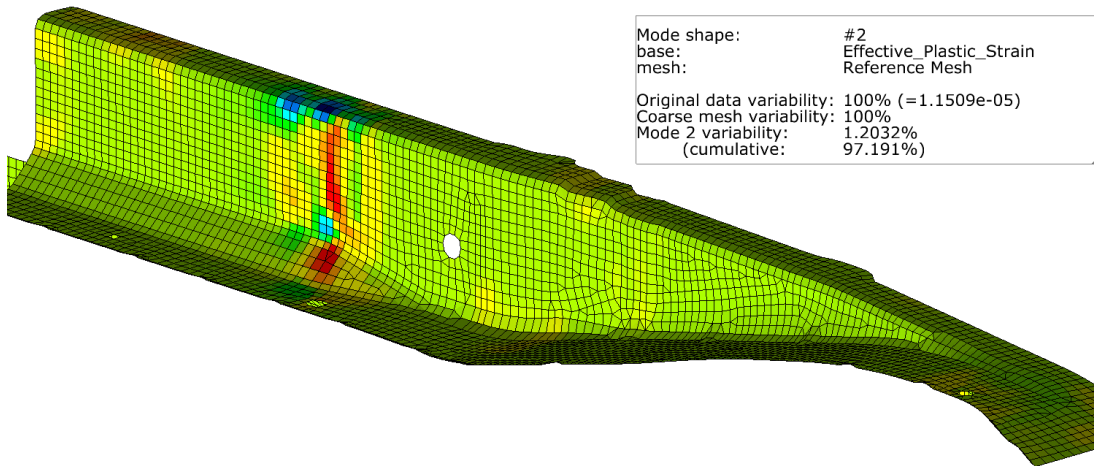 Mode shape: #2
base: Effective_Plastic_Strain
mesh: Reference Mesh
Original data variability: 100% (=1.1509e-05)
Coarse mesh variability: 100%
Mode 2 variability: 1.2032%
(cumulative: 97.191%)